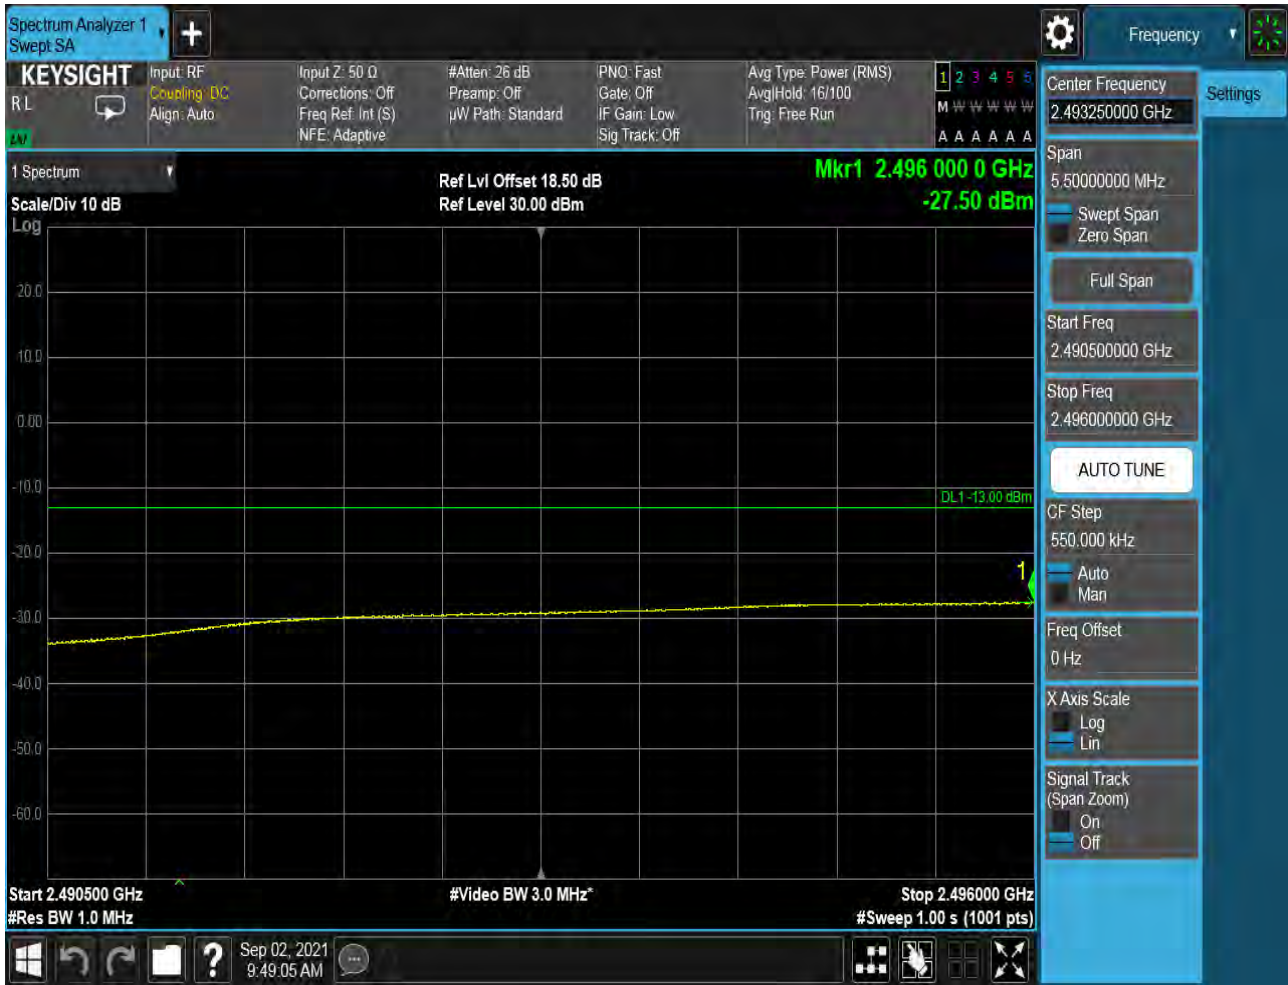 Spectrum Analyzer 1
Swept SA
+
Frequency
KEYSIGHT
R L
LNI
Input: RF
Coupling: DC
Align: Auto
Input Z: 50 Ω
Corrections: Off
Freq Ref: Int (S)
NFE: Adaptive
#Atten: 26 dB
Preamp: Off
µW Path: Standard
PNO: Fast
Gate: Off
IF Gain: Low
Sig Track: Off
Avg Type: Power (RMS)
Avg|Hold: 16/100
Trig: Free Run
1 2 3 4 5 6
M W W W W W
A A A A A A
1 Spectrum
Scale/Div 10 dB
Log
Ref Lvl Offset 18.50 dB
Ref Level 30.00 dBm
Mkr1 2.496 000 0 GHz
-27.50 dBm
20.0
10.0
0.00
-10.0
-20.0
-30.0
-40.0
-50.0
-60.0
DL1 -13.00 dBm
1
Start 2.490500 GHz
#Res BW 1.0 MHz
#Video BW 3.0 MHz*
Stop 2.496000 GHz
#Sweep 1.00 s (1001 pts)
?
Sep 02, 2021
9:49:05 AM
Center Frequency
2.493250000 GHz
Span
5.50000000 MHz
Swept Span
Zero Span
Full Span
Start Freq
2.490500000 GHz
Stop Freq
2.496000000 GHz
AUTO TUNE
CF Step
550.000 kHz
Auto
Man
Freq Offset
0 Hz
X Axis Scale
Log
Lin
Signal Track
(Span Zoom)
On
Off
Settings